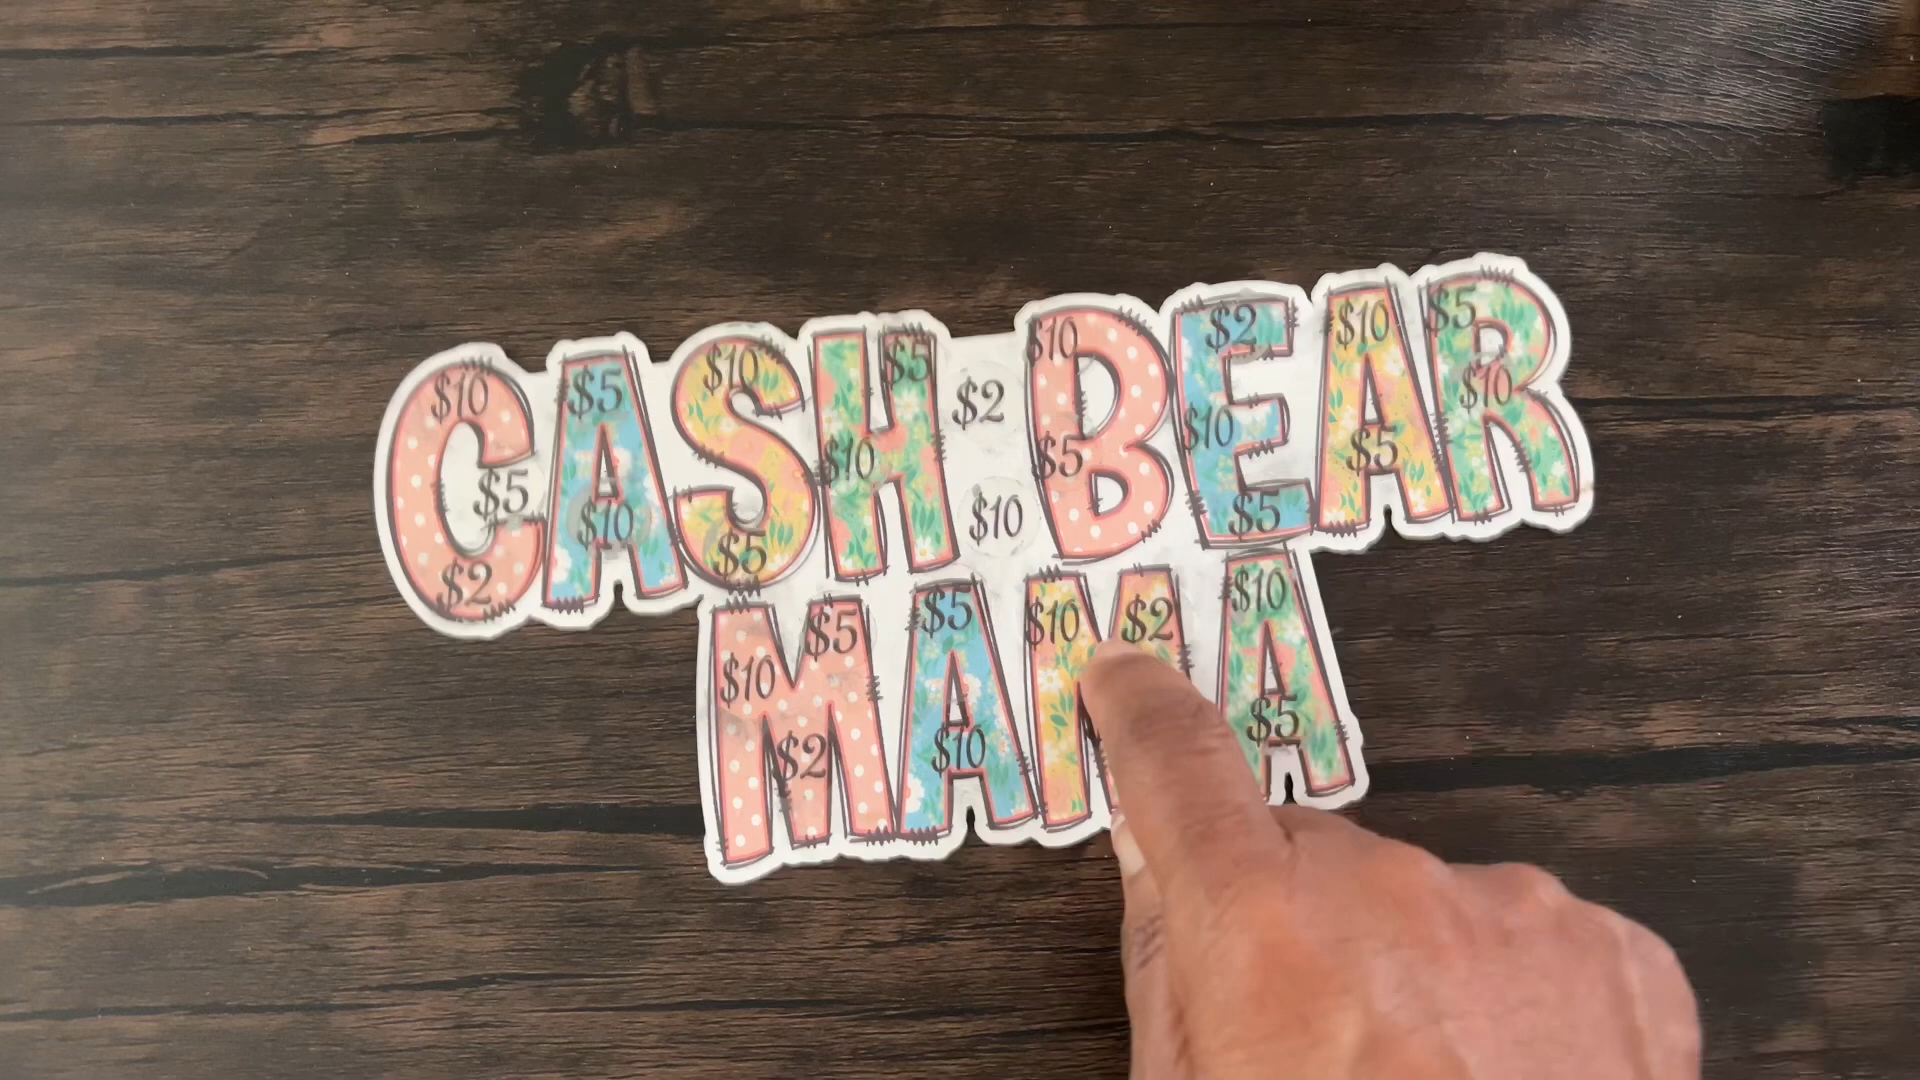 CASH BEAR
MAMA
$10 $5 $10 $5 $2 $10 $2 $10 $5
$5 $10 $5 $10 $10 $5 $10 $5 $5 $10
$2
$10 $5 $5 $10 $2 $10
$2 $10 $5